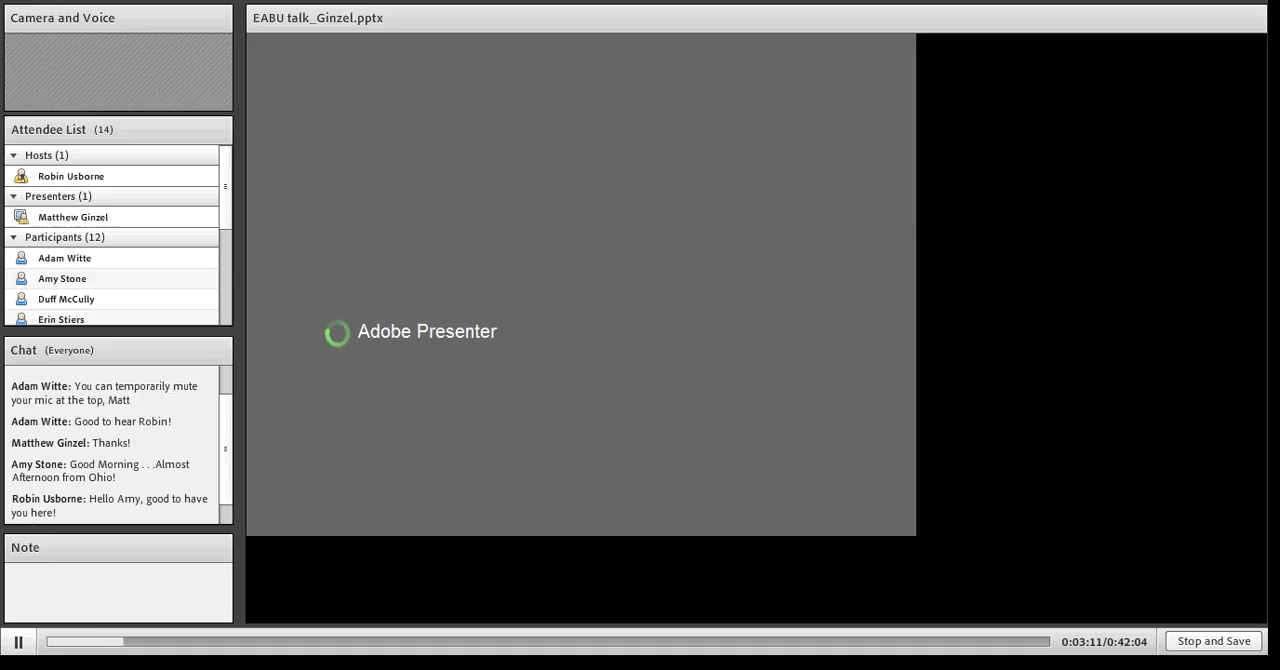 Camera and Voice
EABU talk_Ginzel.pptx
Attendee List (14)
Hosts (1)
Robin Usborne
Presenters (1)
Matthew Ginzel
Participants (12)
Adam Witte
Amy Stone
Duff McCully
Erin Stiers
Adobe Presenter
Chat (Everyone)
Adam Witte: You can temporarily mute
your mic at the top, Matt
Adam Witte: Good to hear Robin!
Matthew Ginzel: Thanks!
Amy Stone: Good Morning . . .Almost
Afternoon from Ohio!
Robin Usborne: Hello Amy, good to have
you here!
Note
0:03:11/0:42:04
Stop and Save